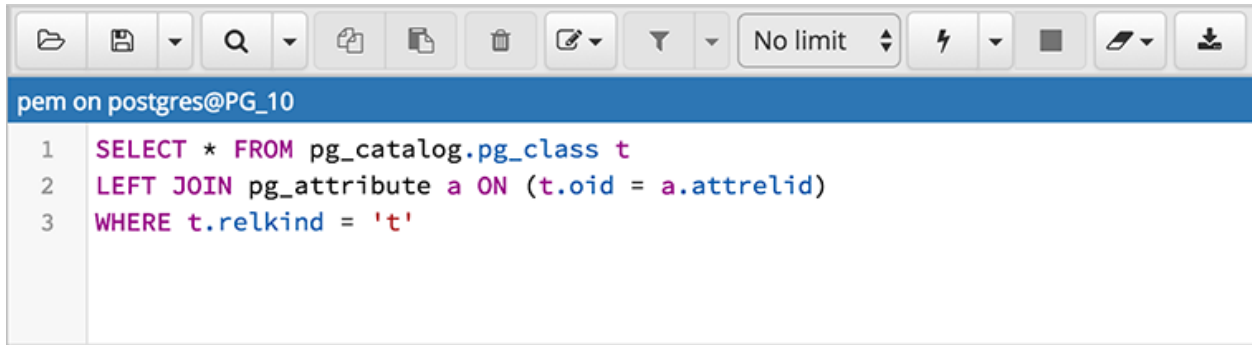 No limit
pem on postgres@PG_10
1 SELECT * FROM pg_catalog.pg_class t
2 LEFT JOIN pg_attribute a ON (t.oid = a.attrelid)
3 WHERE t.relkind = 't'